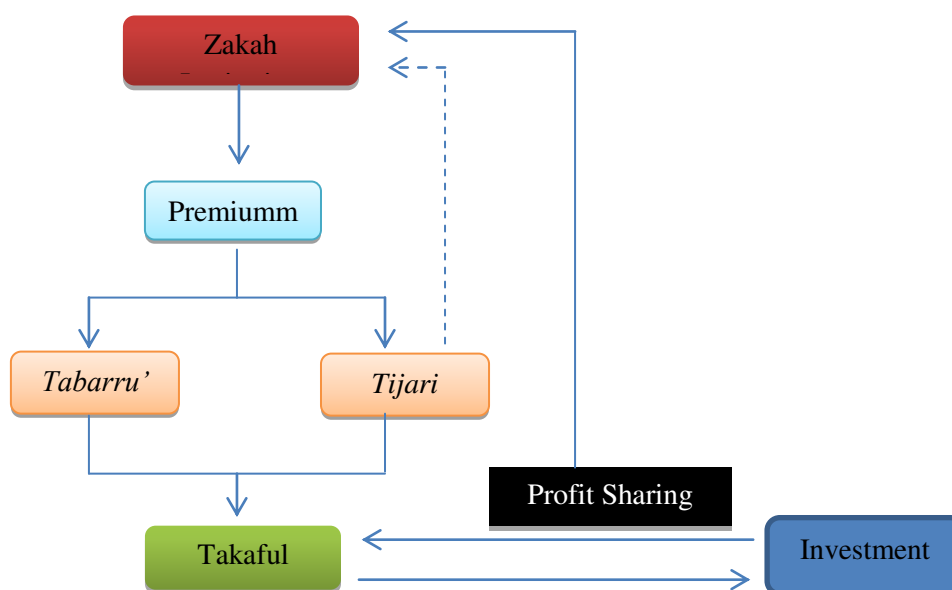 Zakah
Premiumm
Tabarru’
Tijari
Profit Sharing
Investment
Takaful